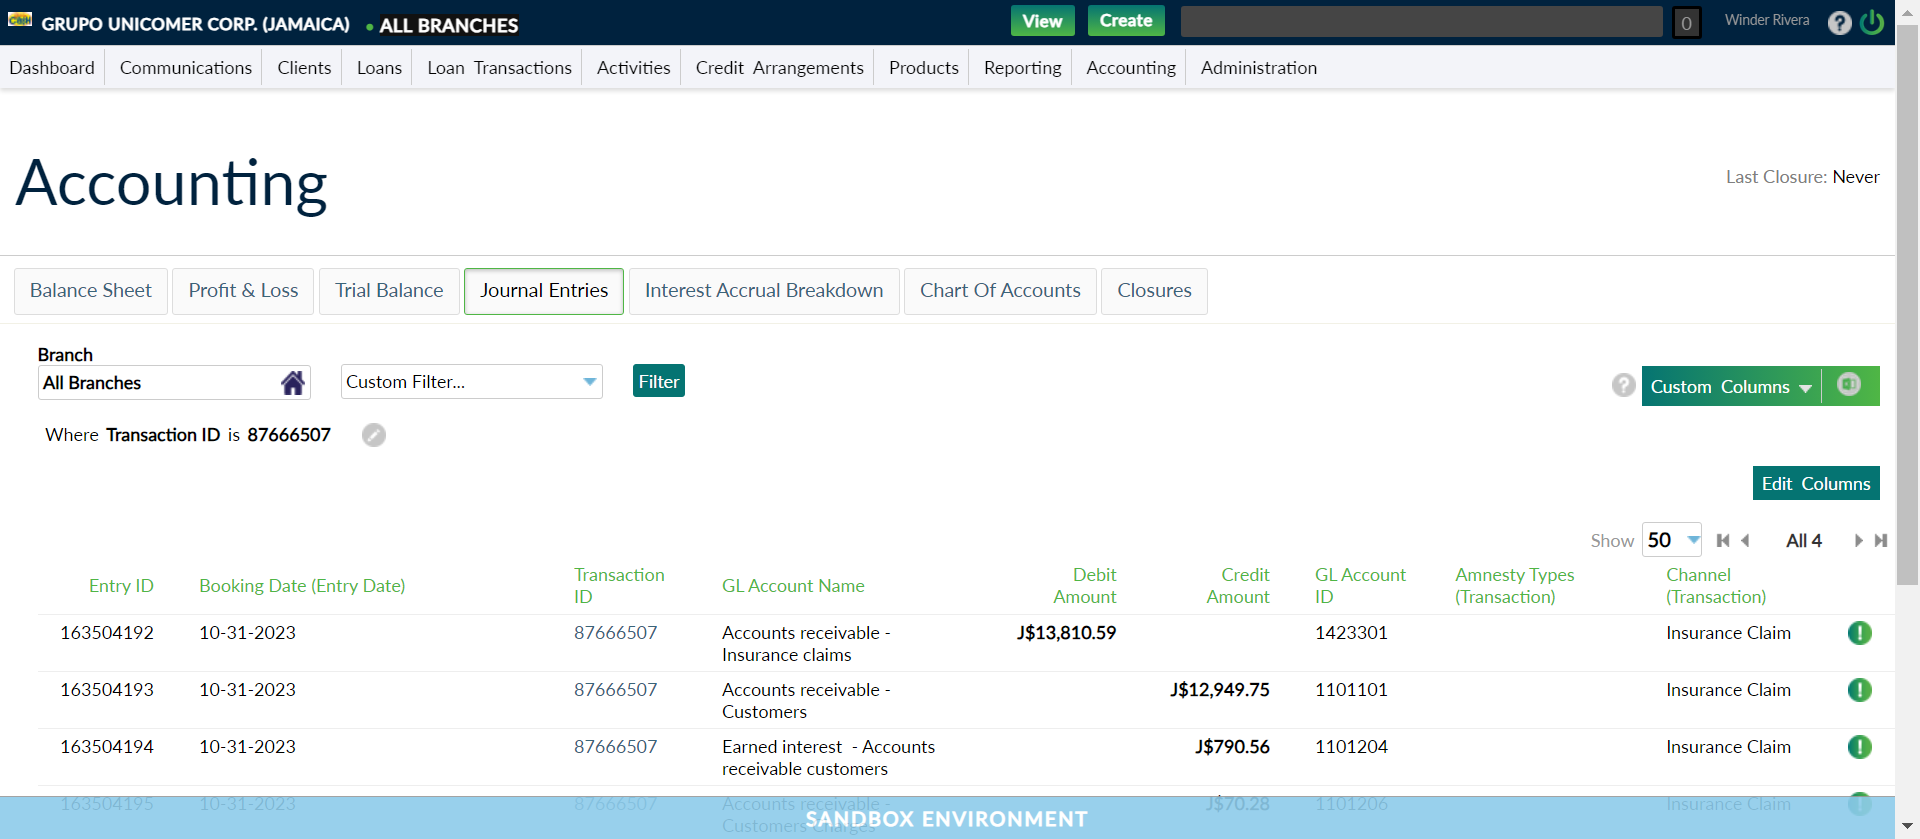 Cash
GRUPO UNICOMER CORP. (JAMAICA) ALL BRANCHES
View
Create
0
Winder Rivera
?
Dashboard Communications Clients Loans Loan Transactions Activities Credit Arrangements Products Reporting Accounting Administration
Accounting
Last Closure: Never
Balance Sheet Profit & Loss Trial Balance Journal Entries Interest Accrual Breakdown Chart Of Accounts Closures
Branch
All Branches
Custom Filter...
Filter
?
Custom Columns
Where Transaction ID is 87666507
Edit Columns
Show 50 All 4
Entry ID Booking Date (Entry Date) Transaction ID GL Account Name Debit Amount Credit Amount GL Account ID Amnesty Types (Transaction) Channel (Transaction)
163504192 10-31-2023 87666507 Accounts receivable - J$13,810.59 1423301 Insurance Claim
Insurance claims
163504193 10-31-2023 87666507 Accounts receivable - J$12,949.75 1101101 Insurance Claim
Customers
163504194 10-31-2023 87666507 Earned interest - Accounts J$790.56 1101204 Insurance Claim
receivable customers
163504195 10-31-2023 87666507 Accounts receivable - J$70.28 1101206 Insurance Claim
Customers Charges
SANDBOX ENVIRONMENT